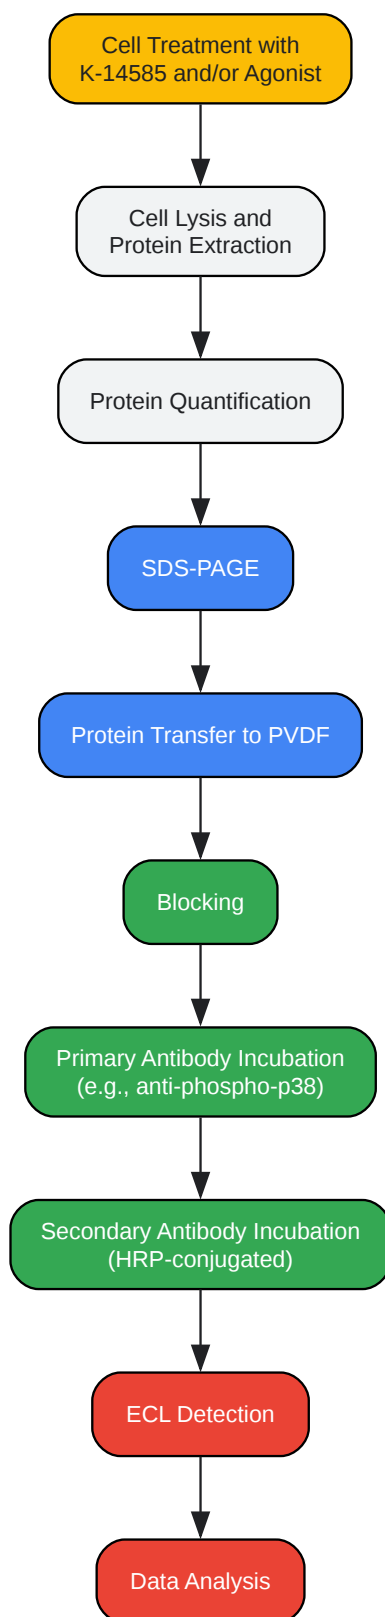 Cell Treatment with
K-14585 and/or Agonist
Cell Lysis and
Protein Extraction
Protein Quantification
SDS-PAGE
Protein Transfer to PVDF
Blocking
Primary Antibody Incubation
(e.g., anti-phospho-p38)
Secondary Antibody Incubation
(HRP-conjugated)
ECL Detection
Data Analysis